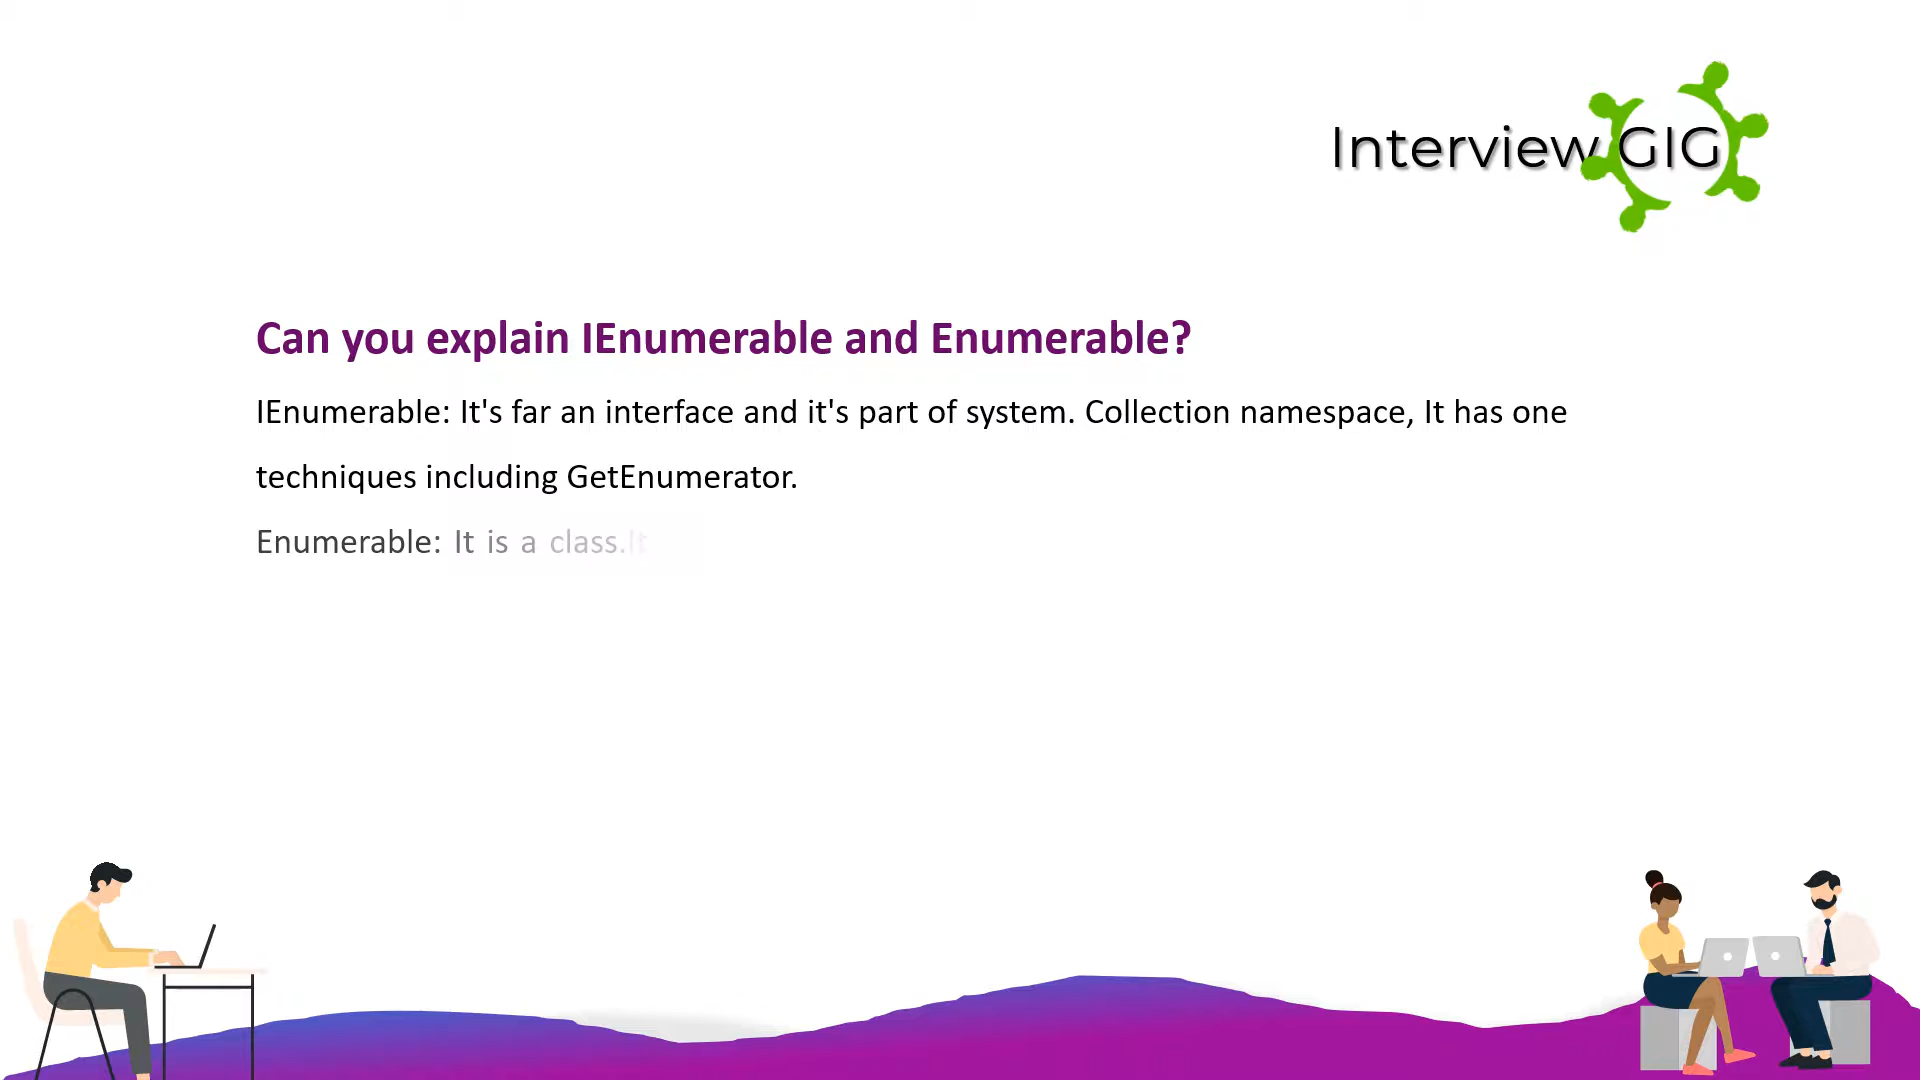 Interview GIG
Can you explain IEnumerable and Enumerable?
IEnumerable: It's far an interface and it's part of system. Collection namespace, It has one
techniques including GetEnumerator.
Enumerable: It is a class.It